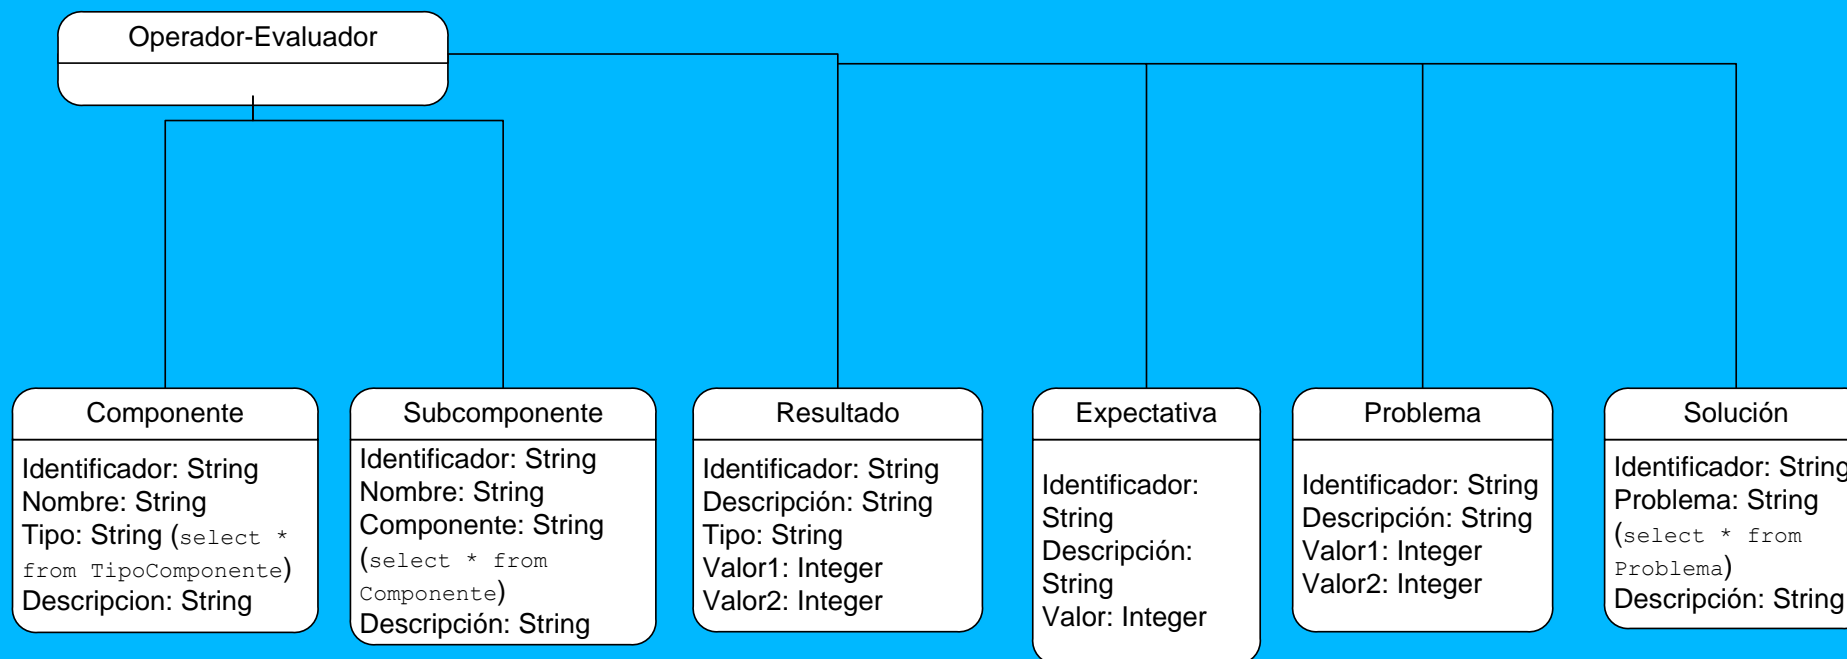 Operador-Evaluador
Componente
Identificador: String
Nombre: String
Tipo: String (select *
from TipoComponente)
Descripcion: String
Subcomponente
Identificador: String
Nombre: String
Componente: String
(select * from
Componente)
Descripción: String
Resultado
Identificador: String
Descripción: String
Tipo: String
Valor1: Integer
Valor2: Integer
Expectativa
Identificador:
String
Descripción:
String
Valor: Integer
Problema
Identificador: String
Descripción: String
Valor1: Integer
Valor2: Integer
Solución
Identificador: String
Problema: String
(select * from
Problema)
Descripción: String